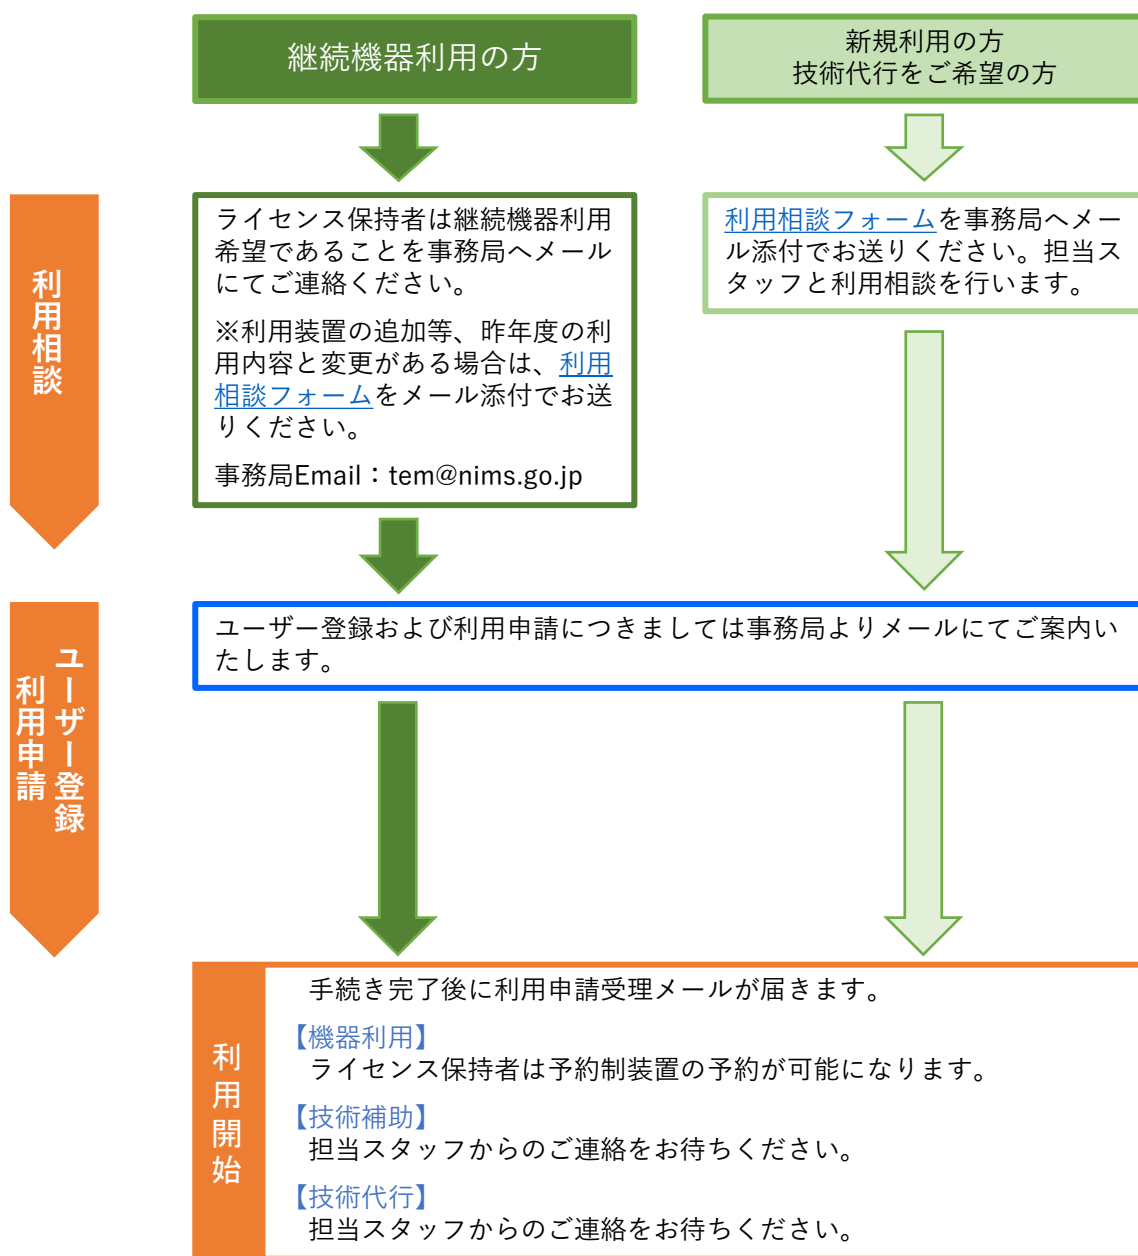 継続機器利用の方
新規利用の方
技術代行をご希望の方
利用相談
ライセンス保持者は継続機器利用
希望であることを事務局へメール
にてご連絡ください。
※利用装置の追加等、昨年度の利
用内容と変更がある場合は、利用
相談フォームをメール添付でお送
りください。
事務局Email：tem@nims.go.jp
利用相談フォームを事務局へメー
ル添付でお送りください。担当ス
タッフと利用相談を行います。
ユーザー登録
利用申請
ユーザー登録および利用申請につきましては事務局よりメールにてご案内い
たします。
利用開始
手続き完了後に利用申請受理メールが届きます。
【機器利用】
ライセンス保持者は予約制装置の予約が可能になります。
【技術補助】
担当スタッフからのご連絡をお待ちください。
【技術代行】
担当スタッフからのご連絡をお待ちください。